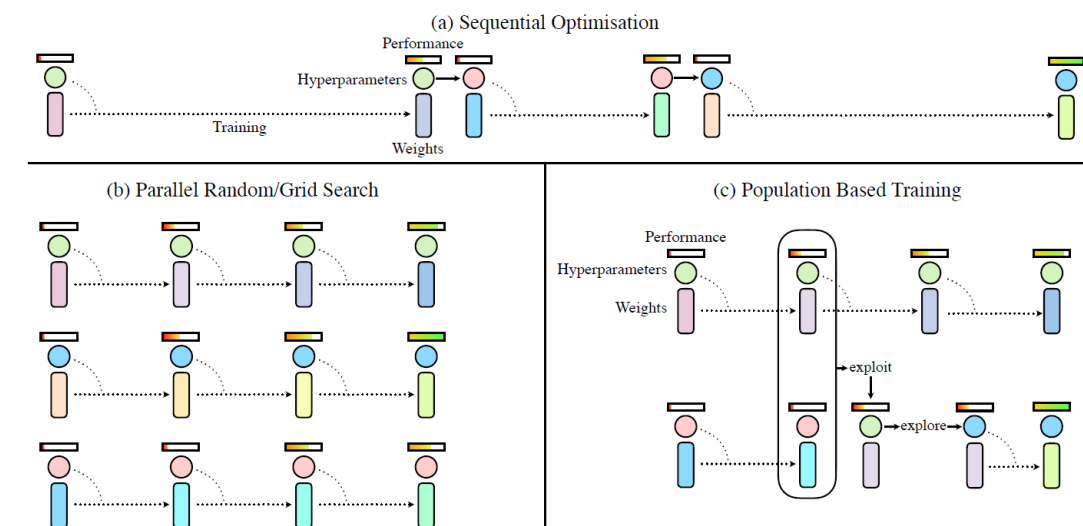 (a) Sequential Optimisation
Performance
Hyperparameters
Training
Weights
(b) Parallel Random/Grid Search
(c) Population Based Training
Performance
Hyperparameters
Weights
exploit
explore